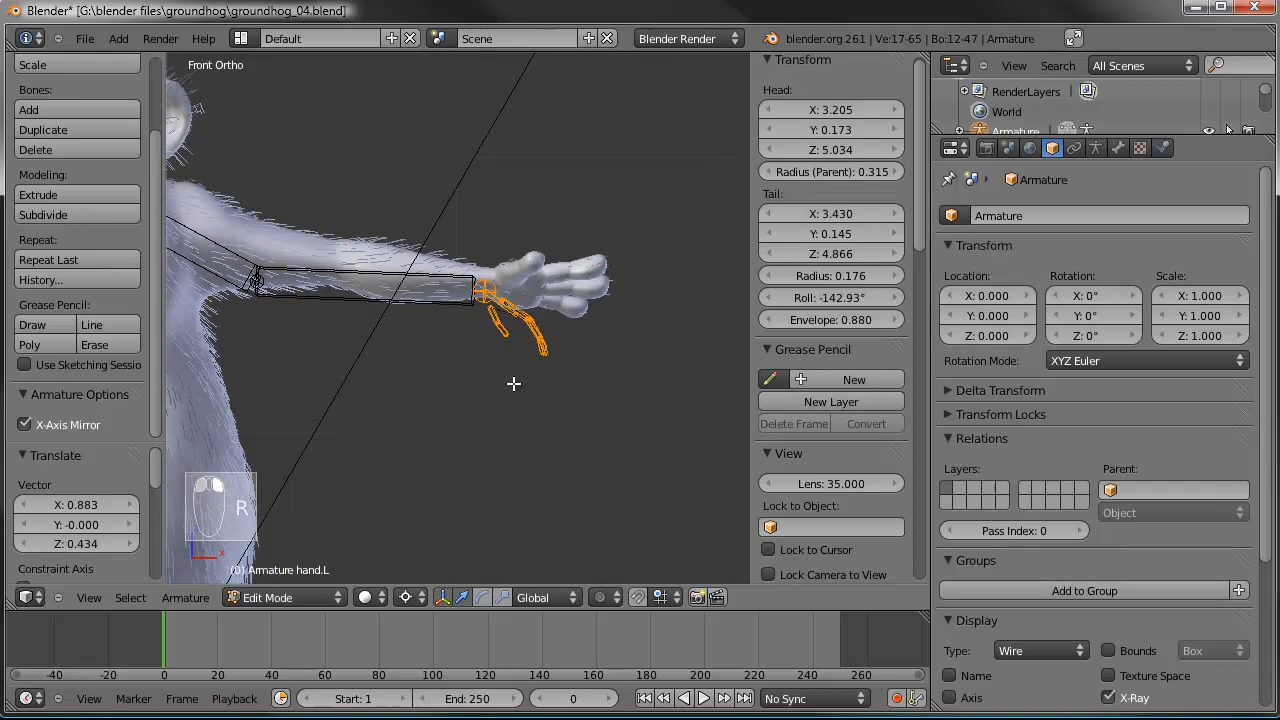 Blender* [G:\blender files\groundhog\groundhog_04.blend]
File Add Render Help Default Scene Blender Render blender.org 261 | Ve:17-65 | Bo:12-47 | Armature
Scale
Bones:
Add
Duplicate
Delete
Modeling:
Extrude
Subdivide
Repeat:
Repeat Last
History...
Grease Pencil:
Draw Line
Poly Erase
Use Sketching Sessio
Armature Options
X-Axis Mirror
Translate
Vector
X: 0.883
Y: -0.000
Z: 0.434
Constraint Axis
Front Ortho
R
x
(0) Armature hand.L
Transform
Head:
X: 3.205
Y: 0.173
Z: 5.034
Radius (Parent): 0.315
Tail:
X: 3.430
Y: 0.145
Z: 4.866
Radius: 0.176
Roll: -142.93°
Envelope: 0.880
Grease Pencil
New
New Layer
Delete Frame Convert
View
Lens: 35.000
Lock to Object:
Lock to Cursor
Lock Camera to View
View Search All Scenes
RenderLayers
World
Armature
Armature
Armature
Transform
Location: Rotation: Scale:
X: 0.000 X: 0° X: 1.000
Y: 0.000 Y: 0° Y: 1.000
Z: 0.000 Z: 0° Z: 1.000
Rotation Mode: XYZ Euler
Delta Transform
Transform Locks
Relations
Layers: Parent:
Object
Pass Index: 0
Groups
Add to Group
Display
Type: Wire Bounds Box
Name Texture Space
Axis X-Ray
View Select Armature Edit Mode Global
-40 -20 0 20 40 60 80 100 120 140 160 180 200 220 240 260
View Marker Frame Playback Start: 1 End: 250 0 No Sync